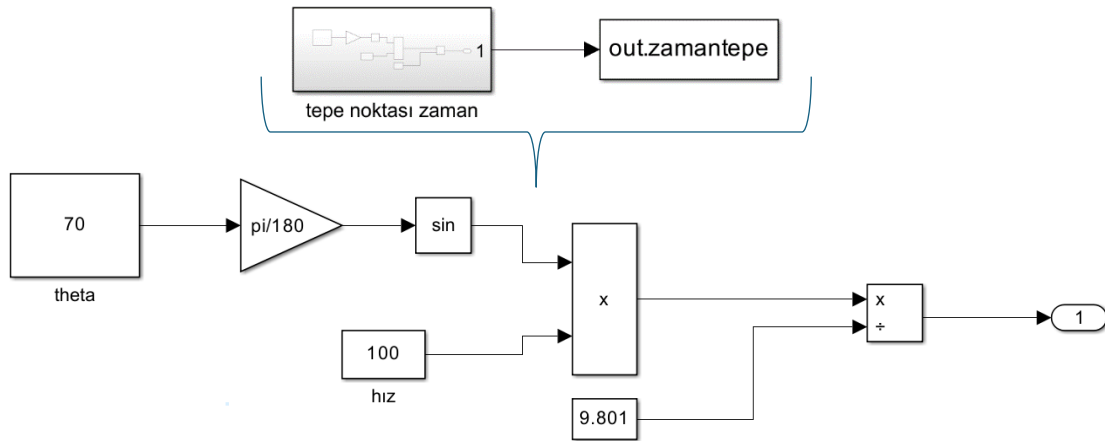 1
out.zamantepe
tepe noktası zaman
70
pi/180
sin
theta
x
x
÷
1
100
hız
9.801